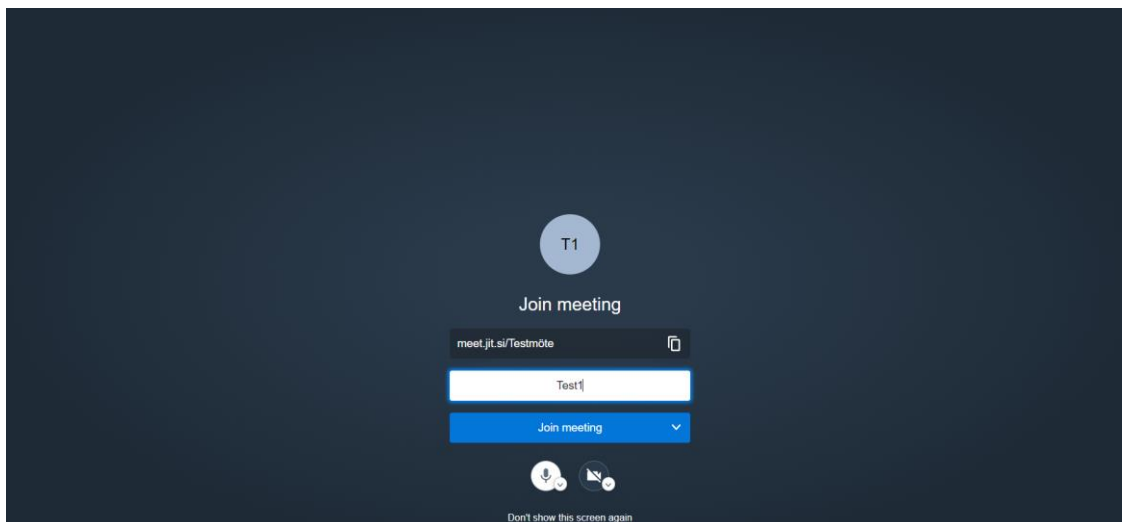 T1
Join meeting
meet.jit.si/Testmöte
Test1
Join meeting
Don't show this screen again